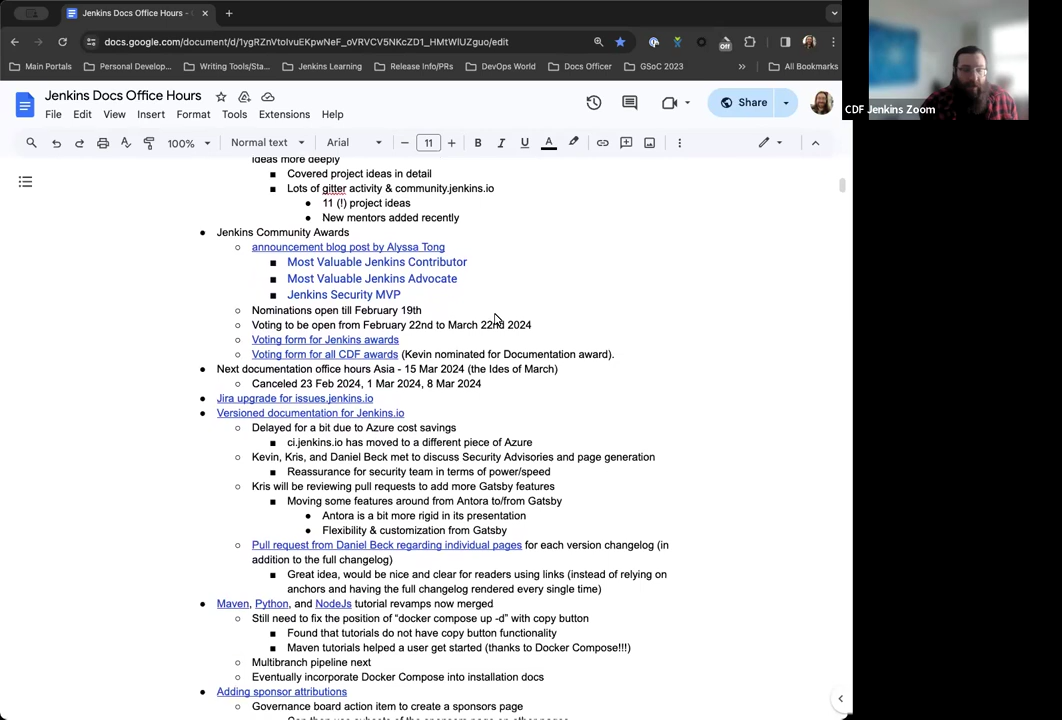 Jenkins Docs Office Hours -
docs.google.com/document/d/1ygRZnVtoIvuEKpwNeF_oVRVCV5NKcZD1_HMtWlUZguo/edit
Off
Main Portals
Personal Develop...
Writing Tools/Sta...
Jenkins Learning
Release Info/PRs
DevOps World
Docs Officer
GSoC 2023
»
All Bookmarks
CDF Jenkins Zoom
Jenkins Docs Office Hours
Share
File Edit View Insert Format Tools Extensions Help
100% Normal text Arial 11 B I U A
ideas more deeply
Covered project ideas in detail
Lots of gitter activity & community.jenkins.io
11 (!) project ideas
New mentors added recently
Jenkins Community Awards
announcement blog post by Alyssa Tong
Most Valuable Jenkins Contributor
Most Valuable Jenkins Advocate
Jenkins Security MVP
Nominations open till February 19th
Voting to be open from February 22nd to March 22nd 2024
Voting form for Jenkins awards
Voting form for all CDF awards (Kevin nominated for Documentation award).
Next documentation office hours Asia - 15 Mar 2024 (the Ides of March)
Canceled 23 Feb 2024, 1 Mar 2024, 8 Mar 2024
Jira upgrade for issues.jenkins.io
Versioned documentation for Jenkins.io
Delayed for a bit due to Azure cost savings
ci.jenkins.io has moved to a different piece of Azure
Kevin, Kris, and Daniel Beck met to discuss Security Advisories and page generation
Reassurance for security team in terms of power/speed
Kris will be reviewing pull requests to add more Gatsby features
Moving some features around from Antora to/from Gatsby
Antora is a bit more rigid in its presentation
Flexibility & customization from Gatsby
Pull request from Daniel Beck regarding individual pages for each version changelog (in
addition to the full changelog)
Great idea, would be nice and clear for readers using links (instead of relying on
anchors and having the full changelog rendered every single time)
Maven, Python, and NodeJs tutorial revamps now merged
Still need to fix the position of “docker compose up -d” with copy button
Found that tutorials do not have copy button functionality
Maven tutorials helped a user get started (thanks to Docker Compose!!!)
Multibranch pipeline next
Eventually incorporate Docker Compose into installation docs
Adding sponsor attributions
Governance board action item to create a sponsors page
Can then use subsets of the sponsors page on other pages